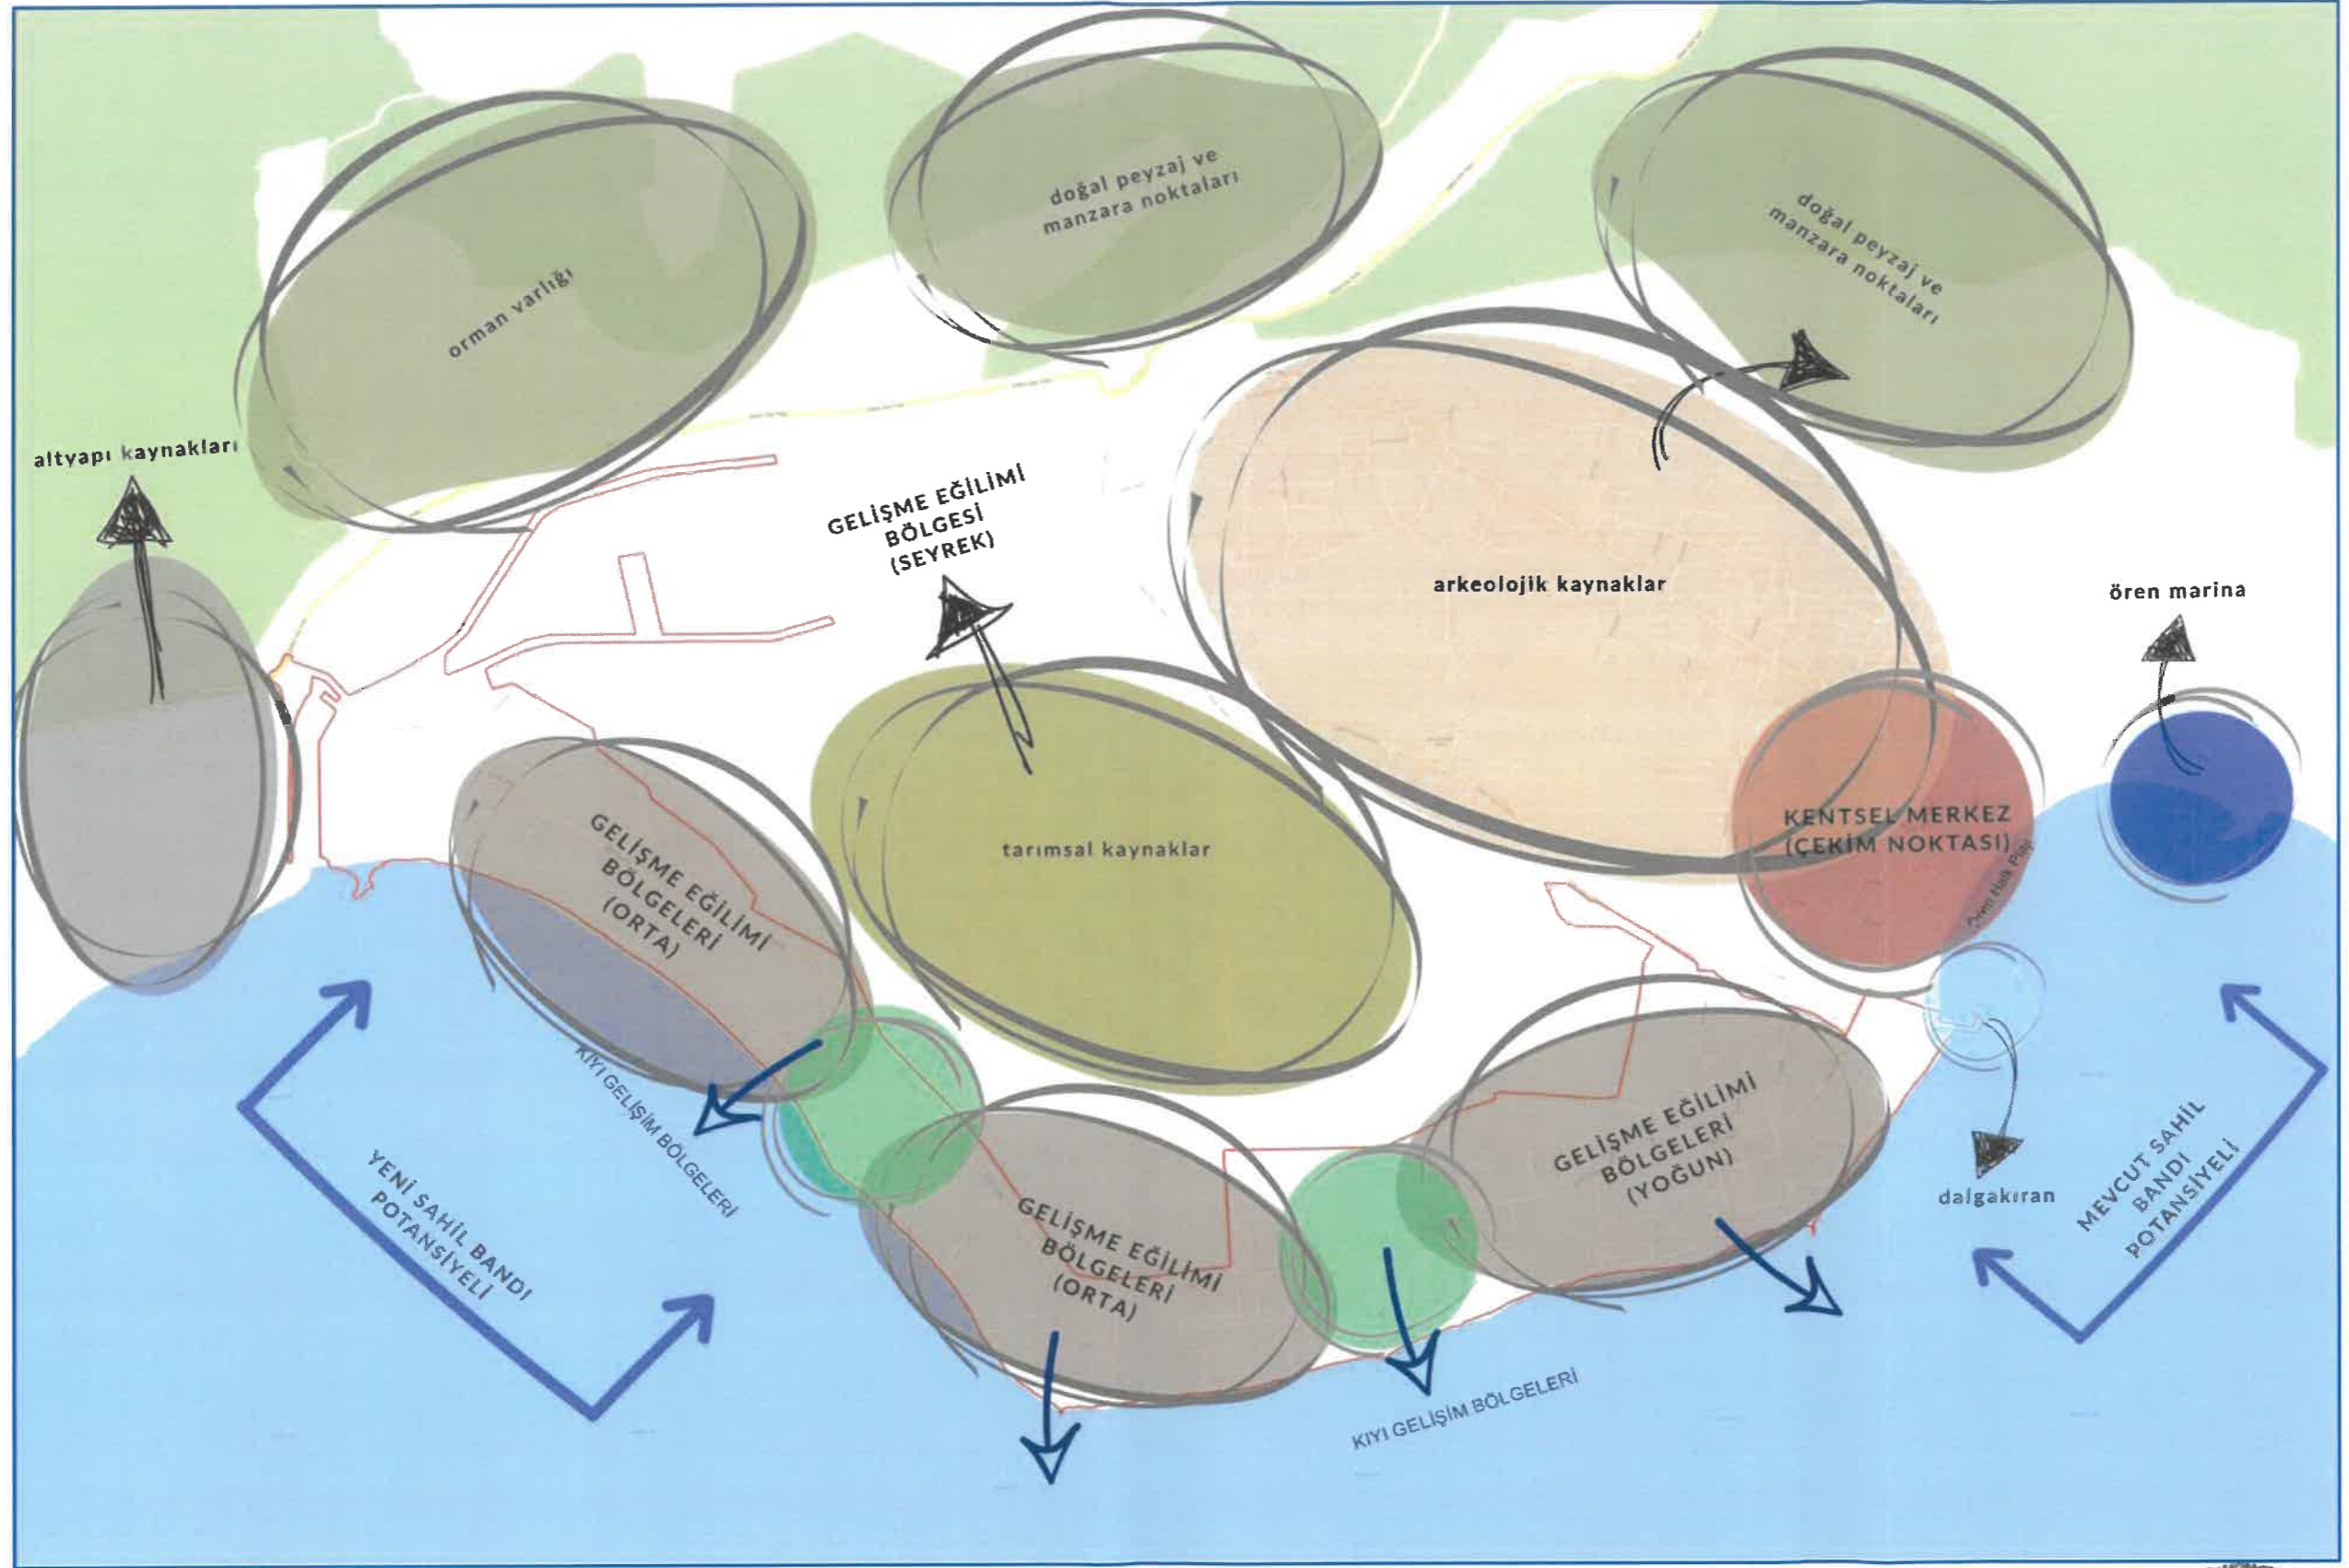 doğal peyzaj ve
manzara noktaları
doğal peyzaj ve
manzara noktaları
orman varlığı
altyapı kaynakları
GELİŞME EĞİLİMİ
BÖLGESİ
(SEYREK)
arkeolojik kaynaklar
ören marina
KENTSEL MERKEZ
(ÇEKİM NOKTASI)
Ören Halk Plajı
tarımsal kaynaklar
GELİŞME EĞİLİMİ
BÖLGELERİ
(ORTA)
KIYI GELİŞİM BÖLGELERİ
YENİ SAHİL BANDI
POTANSİYELİ
GELİŞME EĞİLİMİ
BÖLGELERİ
(ORTA)
GELİŞME EĞİLİMİ
BÖLGELERİ
(YOĞUN)
dalgakıran
MEVCUT SAHİL
BANDI
POTANSİYELİ
KIYI GELİŞİM BÖLGELERİ